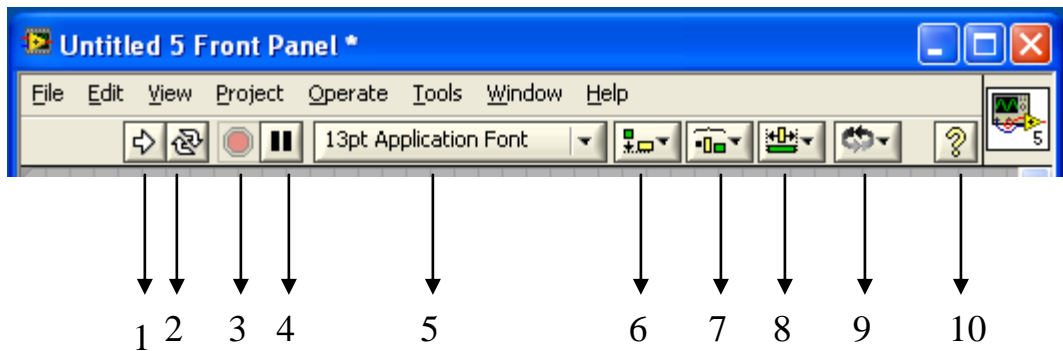 Untitled 5 Front Panel *
File Edit View Project Operate Tools Window Help
13pt Application Font
?
5
1 2 3 4 5 6 7 8 9 10